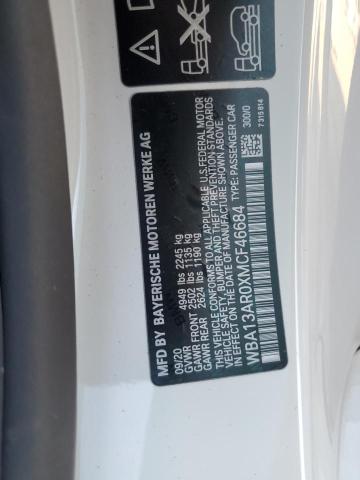 MFD BY BAYERISCHE MOTOREN WERKE AG
09/20
GVWR 4949 lbs 2245 kg
GAWR FRONT 2502 lbs 1135 kg
GAWR REAR 2624 lbs 1190 kg
THIS VEHICLE CONFORMS TO ALL APPLICABLE U.S. FEDERAL MOTOR
VEHICLE SAFETY, BUMPER AND THEFT PREVENTION STANDARDS
IN EFFECT ON THE DATE OF
MANUFACTURE SHOWN ABOVE.
WBA13AR0XMCF46684 TYPE: PASSENGER CAR
300/0
7315814